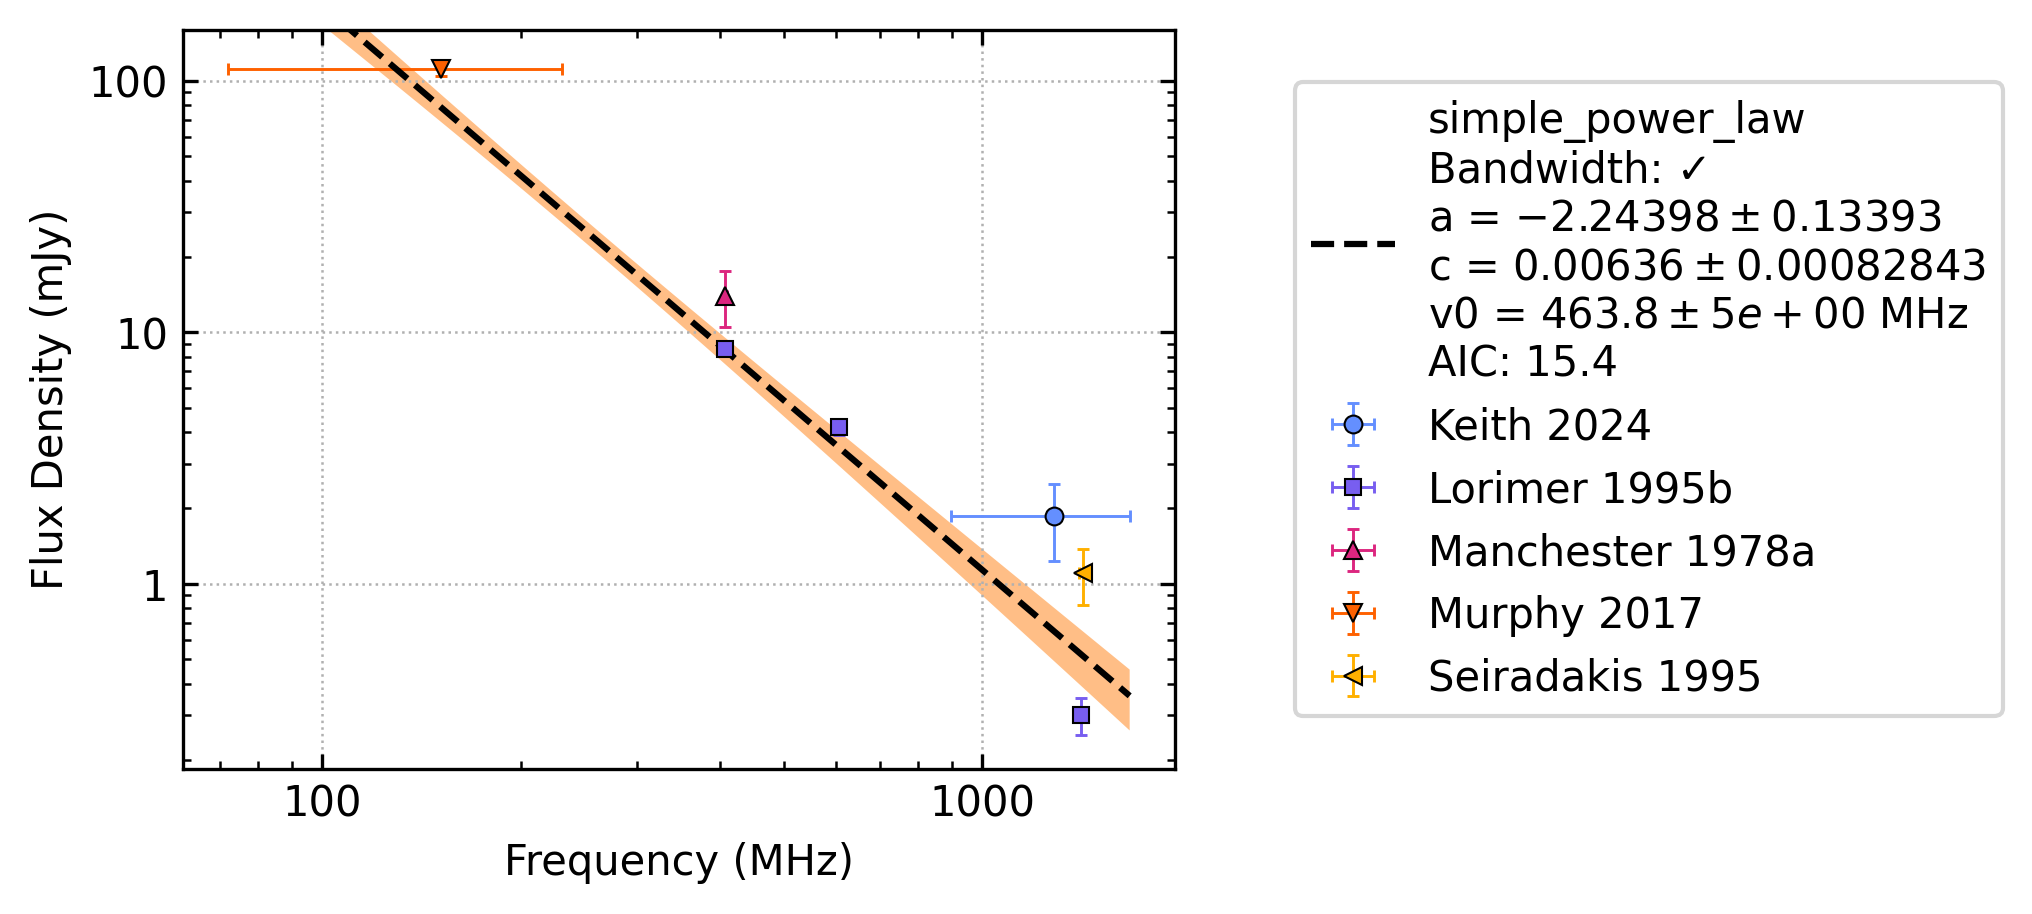 100
10
1
Flux Density (mJy)
100
1000
Frequency (MHz)
simple_power_law
Bandwidth: ✓
a = −2.24398 ± 0.13393
c = 0.00636 ± 0.00082843
v0 = 463.8 ± 5e + 00 MHz
AIC: 15.4
Keith 2024
Lorimer 1995b
Manchester 1978a
Murphy 2017
Seiradakis 1995